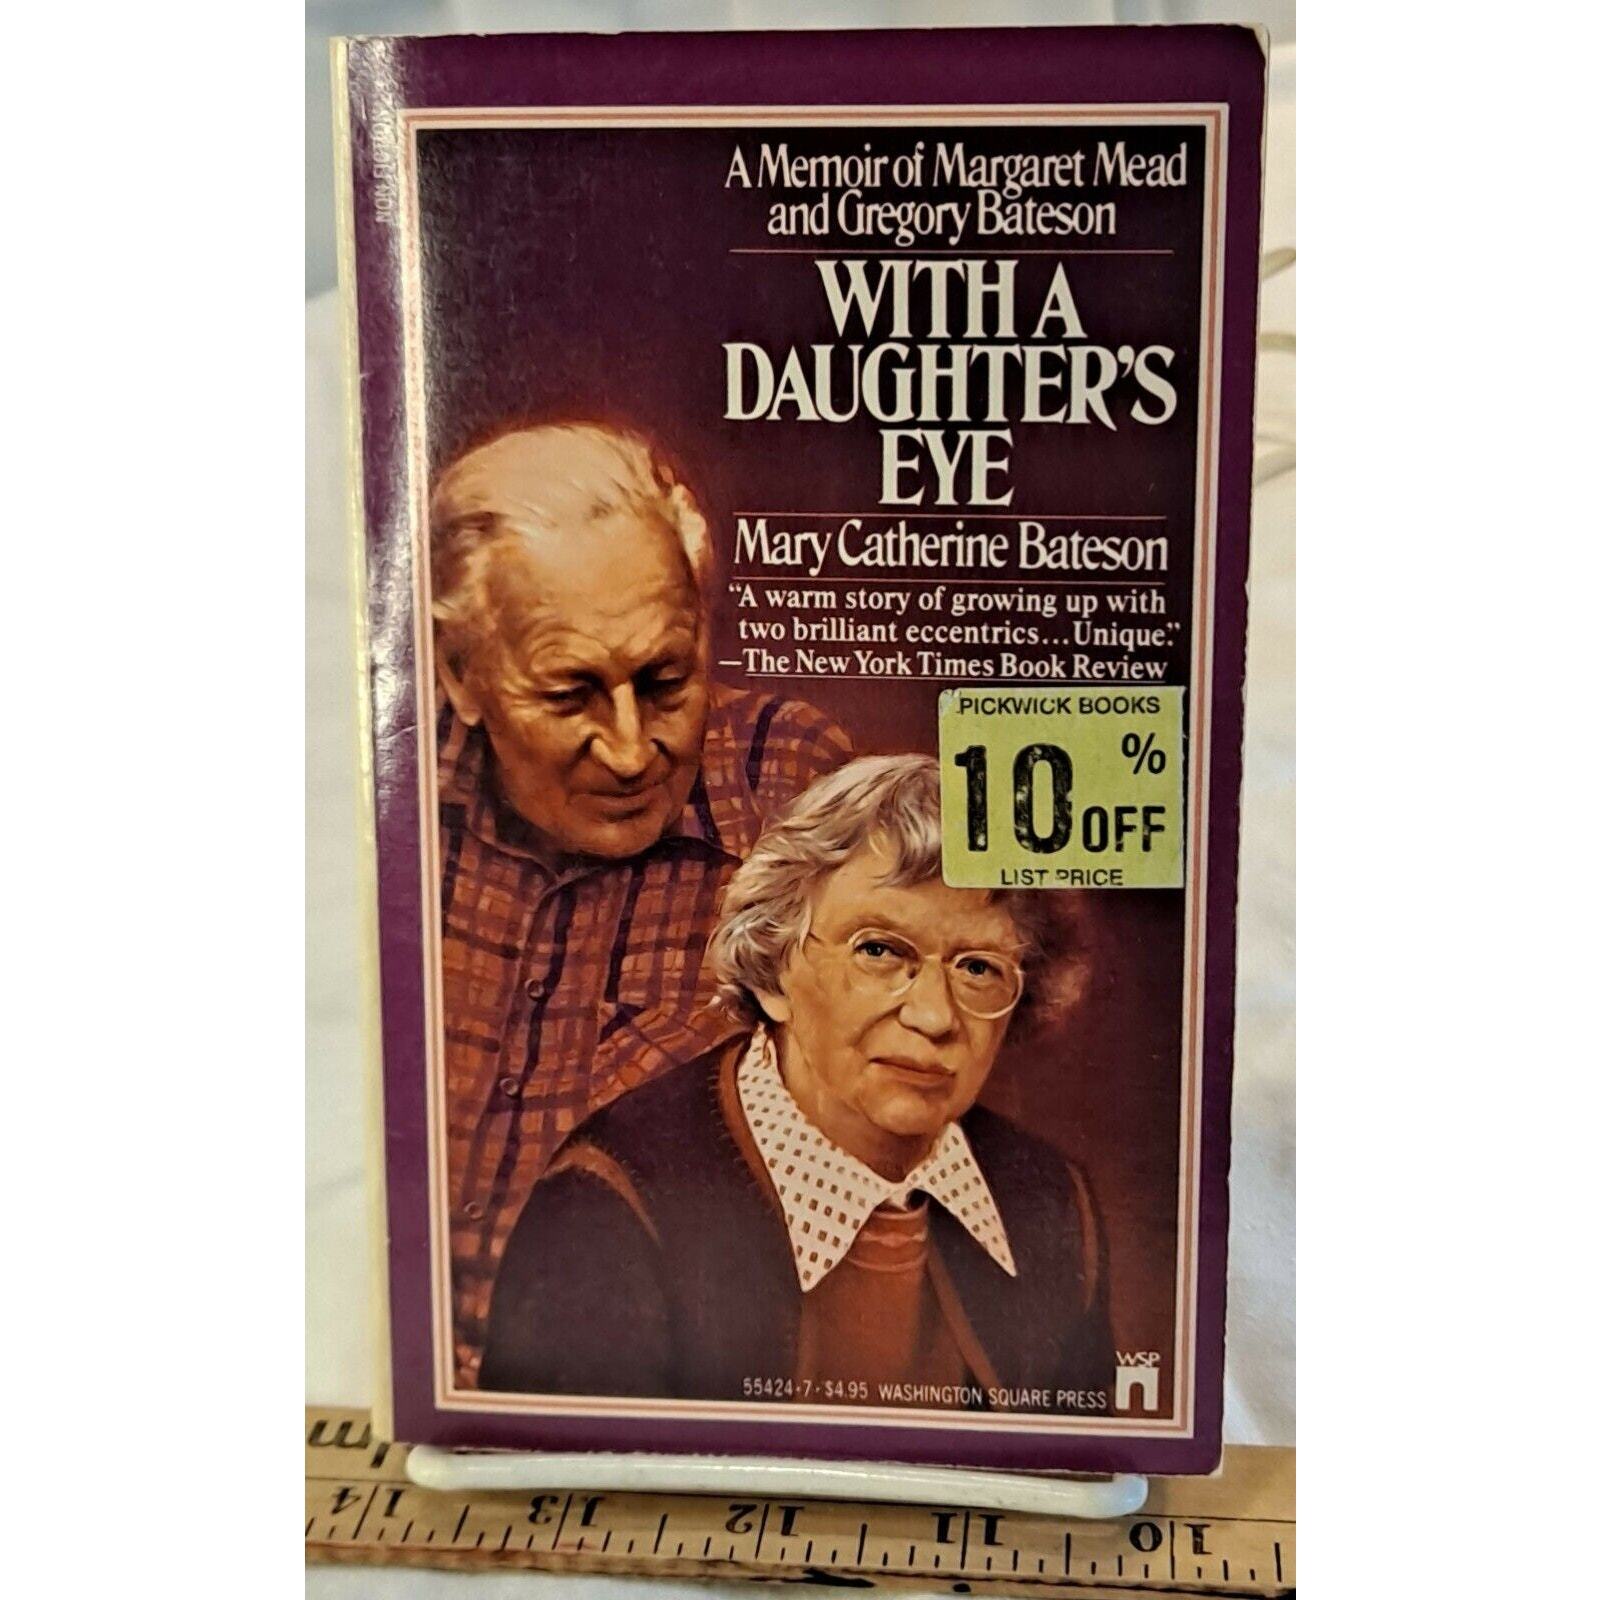 NONFICTION
A Memoir of Margaret Mead
and Gregory Bateson
WITH A
DAUGHTER'S
EYE
Mary Catherine Bateson
“A warm story of growing up with
two brilliant eccentrics...Unique.”
—The New York Times Book Review
PICKWICK BOOKS
10% OFF
LIST PRICE
WSP
55424·7·$4.95 WASHINGTON SQUARE PRESS
14 13 12 11 10